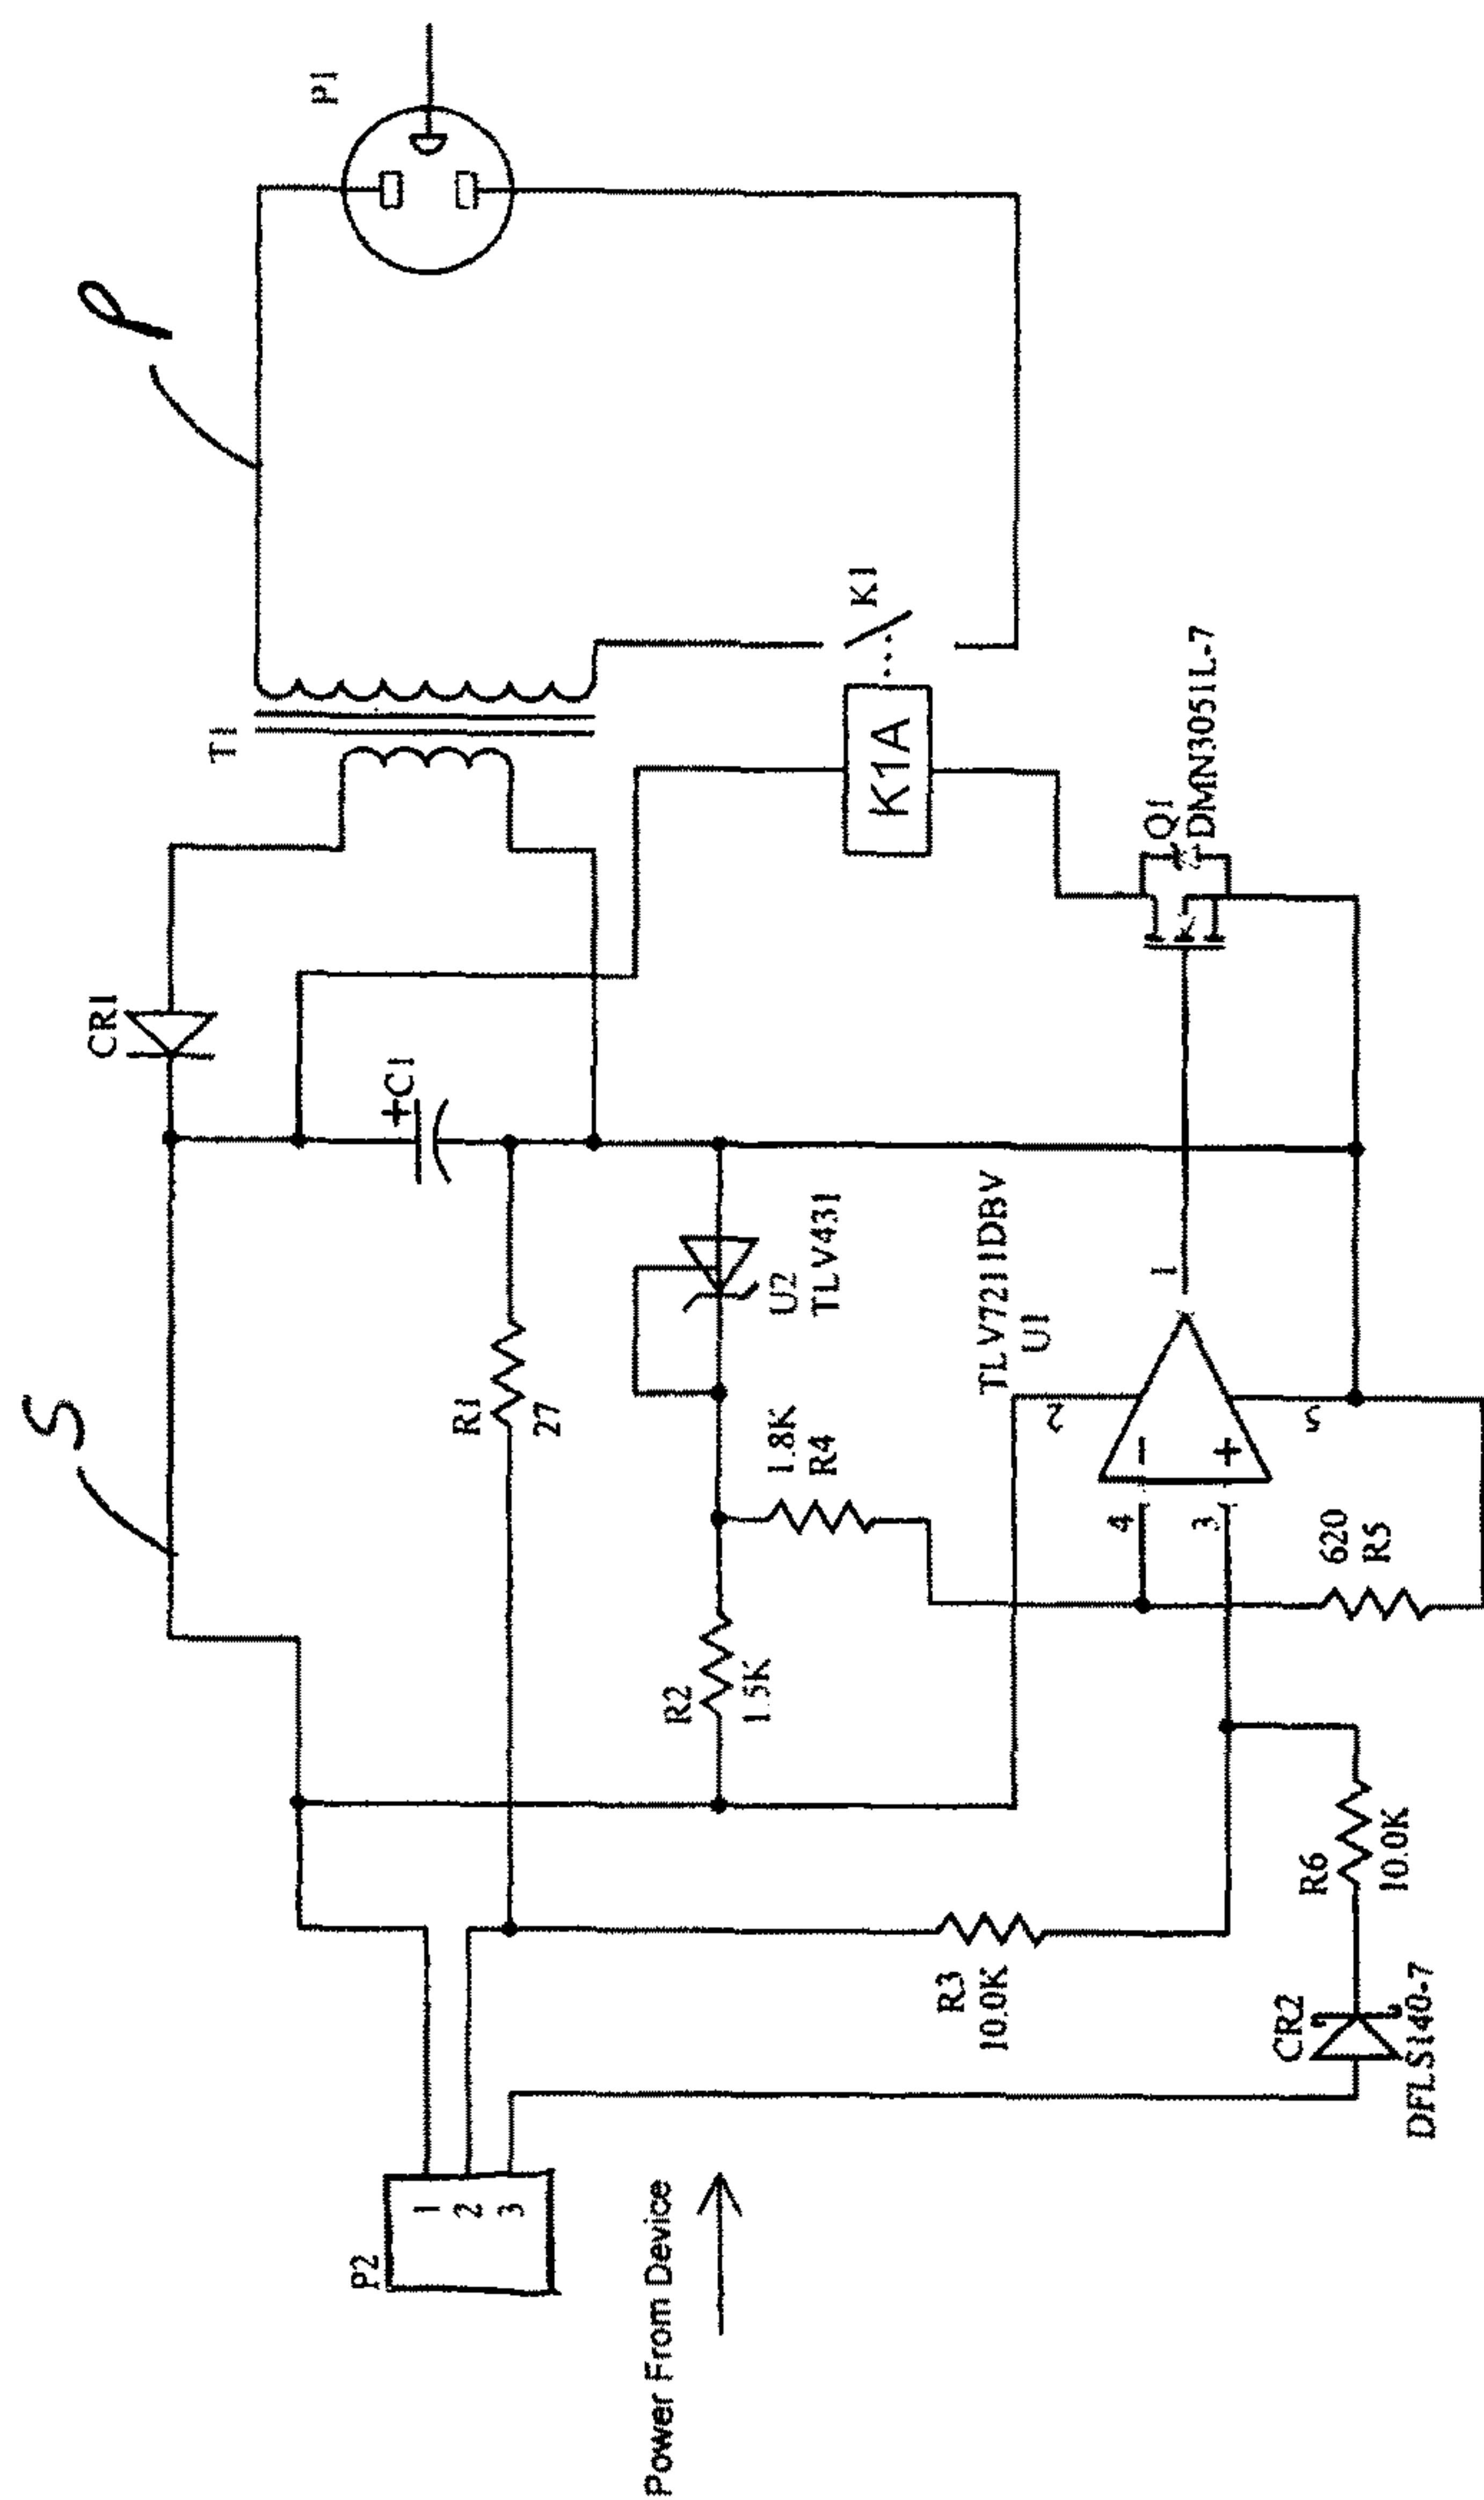 P1
T1
K1
K1A
Q1
DMN3051L-7
CR1
+
C1
U2
TLV431
TLV7211IDBV
U1
1
2
5
4
3
-
+
R1
27
1.8K
R4
620
R5
R2
1.5K
R3
10.0K
R6
10.0K
CR2
DFLS140-7
P2
1
2
3
Power From Device
S